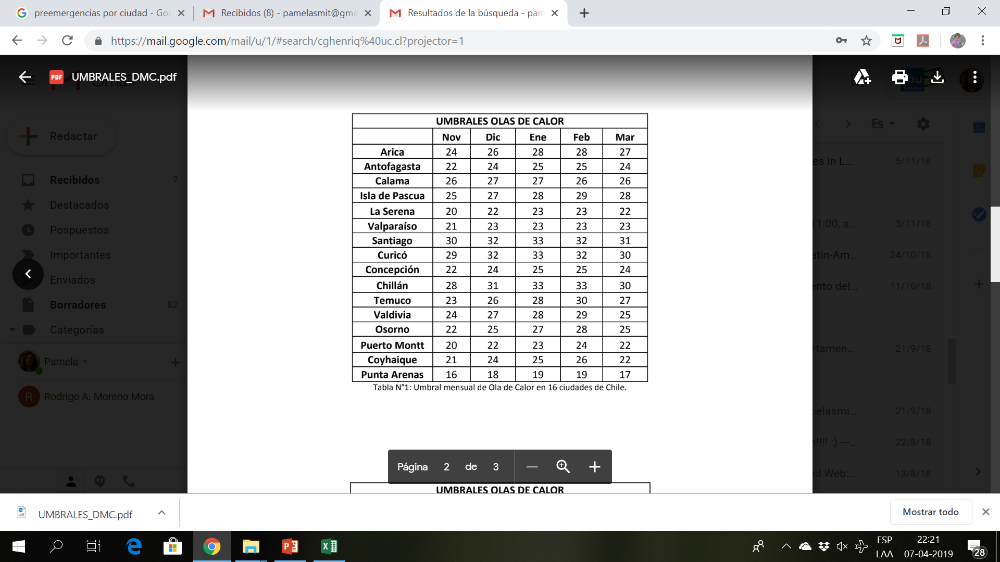 preemergencias por ciudad - Goo
Recibidos (8) - pamelasmit@gma
Resultados de la búsqueda - pam
https://mail.google.com/mail/u/1/#search/cghenriq%40uc.cl?projector=1
PDF UMBRALES_DMC.pdf
Redactar
Es
31
Recibidos 7
Destacados
Pospuestos
Importantes
Enviados
Borradores 82
Categorías
Pamela
R Rodrigo A. Moreno Mora
UMBRALES OLAS DE CALOR
Nov Dic Ene Feb Mar
Arica 24 26 28 28 27
Antofagasta 22 24 25 25 24
Calama 26 27 27 26 26
Isla de Pascua 25 27 28 29 28
La Serena 20 22 23 23 22
Valparaíso 21 23 23 23 23
Santiago 30 32 33 32 31
Curicó 29 32 33 32 30
Concepción 22 24 25 25 24
Chillán 28 31 33 33 30
Temuco 23 26 28 30 27
Valdivia 24 27 28 29 25
Osorno 22 25 27 28 25
Puerto Montt 20 22 23 24 22
Coyhaique 21 24 25 26 22
Punta Arenas 16 18 19 19 17
Tabla N°1: Umbral mensual de Ola de Calor en 16 ciudades de Chile.
es in L... 5/11/18
11:00, s... 5/11/18
atin-Am... 24/10/18
ento del... 11/10/18
rtamen... 21/9/18
nelasmi... 21/9/18
n!!!! :) ---... 22/8/18
cl Web:... 13/8/18
Página 2 de 3
UMBRALES OLAS DE CALOR
UMBRALES_DMC.pdf
Mostrar todo
ESP
LAA
22:21
07-04-2019
28